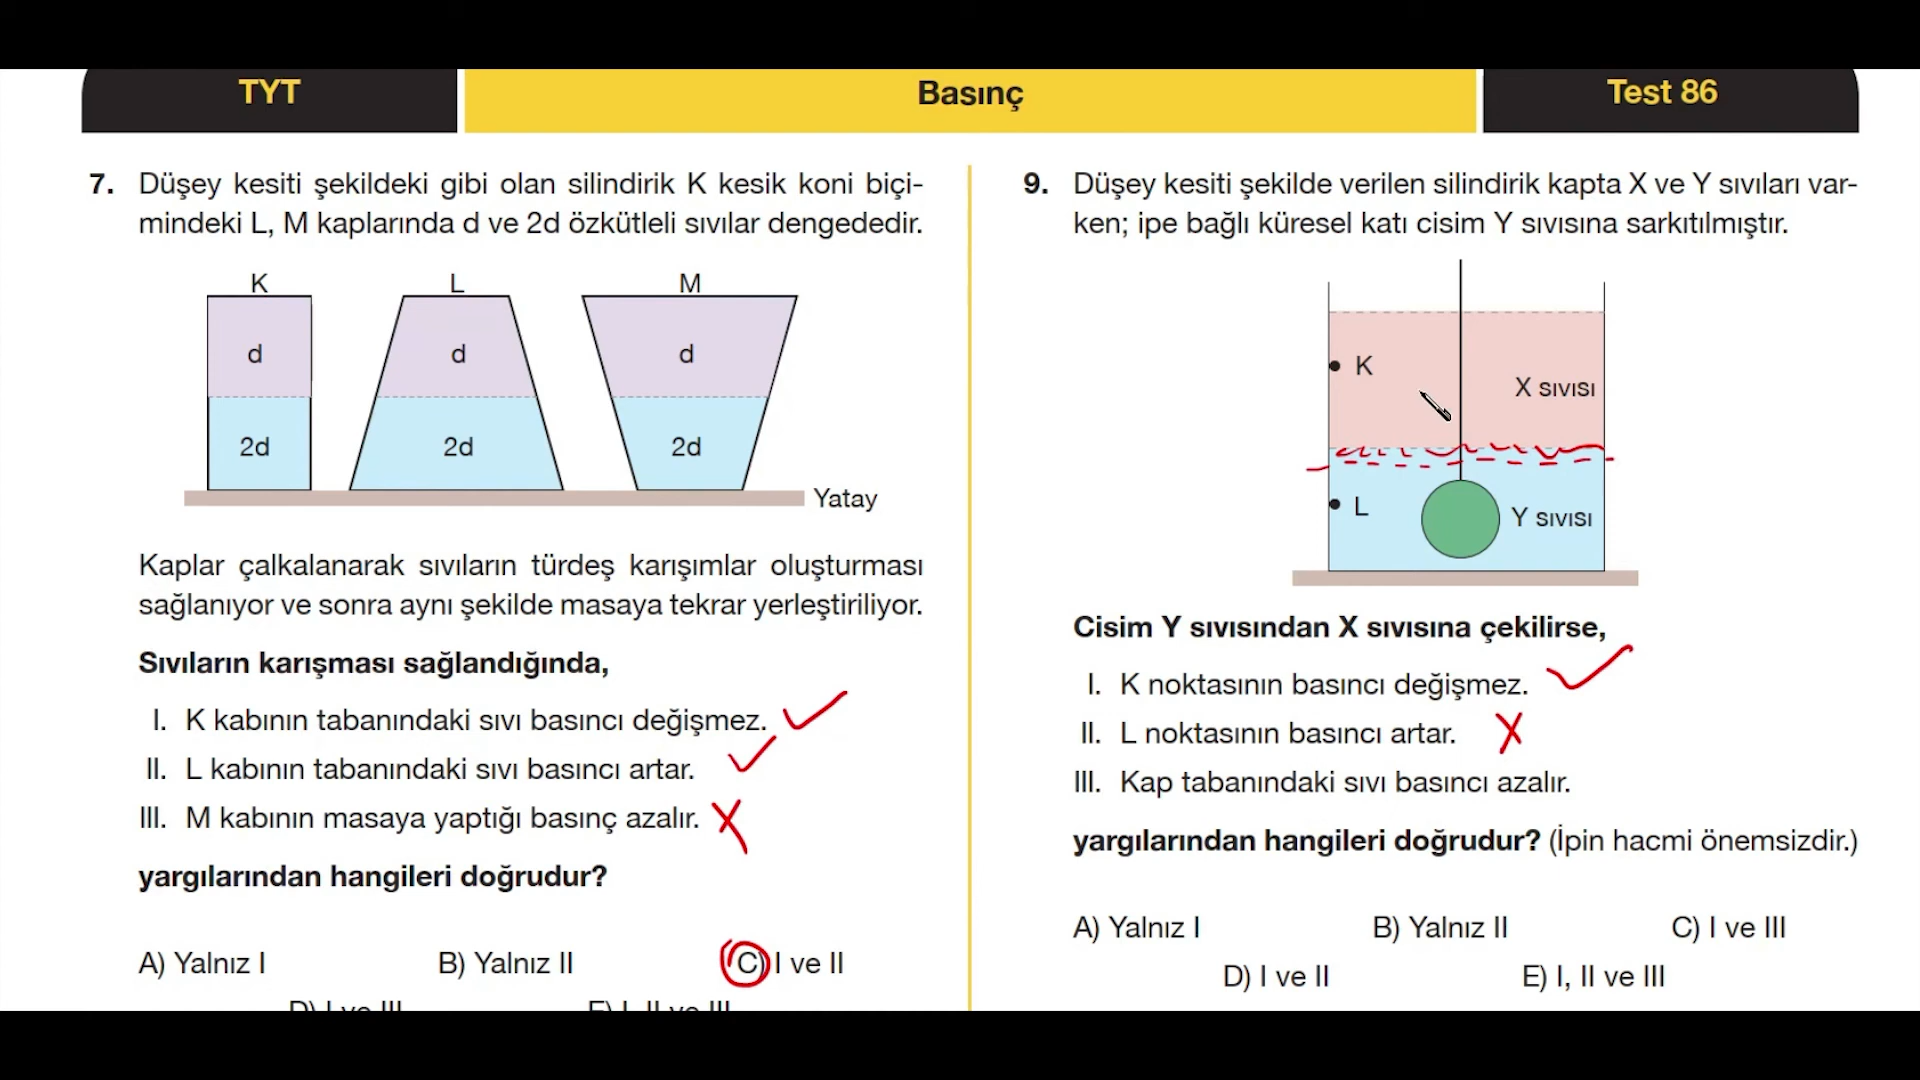 TYT
Basınç
Test 86
7. Düşey kesiti şekildeki gibi olan silindirik K kesik koni biçi-
mindeki L, M kaplarında d ve 2d özkütleli sıvılar dengededir.
K
L
M
d
d
d
2d
2d
2d
Yatay
Kaplar çalkalanarak sıvıların türdeş karışımlar oluşturması
sağlanıyor ve sonra aynı şekilde masaya tekrar yerleştiriliyor.
Sıvıların karışması sağlandığında,
I. K kabının tabanındaki sıvı basıncı değişmez.
II. L kabının tabanındaki sıvı basıncı artar.
III. M kabının masaya yaptığı basınç azalır.
yargılarından hangileri doğrudur?
A) Yalnız I
B) Yalnız II
C) I ve II
D) I ve III
E) I, II ve III
9. Düşey kesiti şekilde verilen silindirik kapta X ve Y sıvıları var-
ken; ipe bağlı küresel katı cisim Y sıvısına sarkıtılmıştır.
K
X sıvısı
L
Y sıvısı
Cisim Y sıvısından X sıvısına çekilirse,
I. K noktasının basıncı değişmez.
II. L noktasının basıncı artar.
III. Kap tabanındaki sıvı basıncı azalır.
yargılarından hangileri doğrudur? (İpin hacmi önemsizdir.)
A) Yalnız I
B) Yalnız II
C) I ve III
D) I ve II
E) I, II ve III